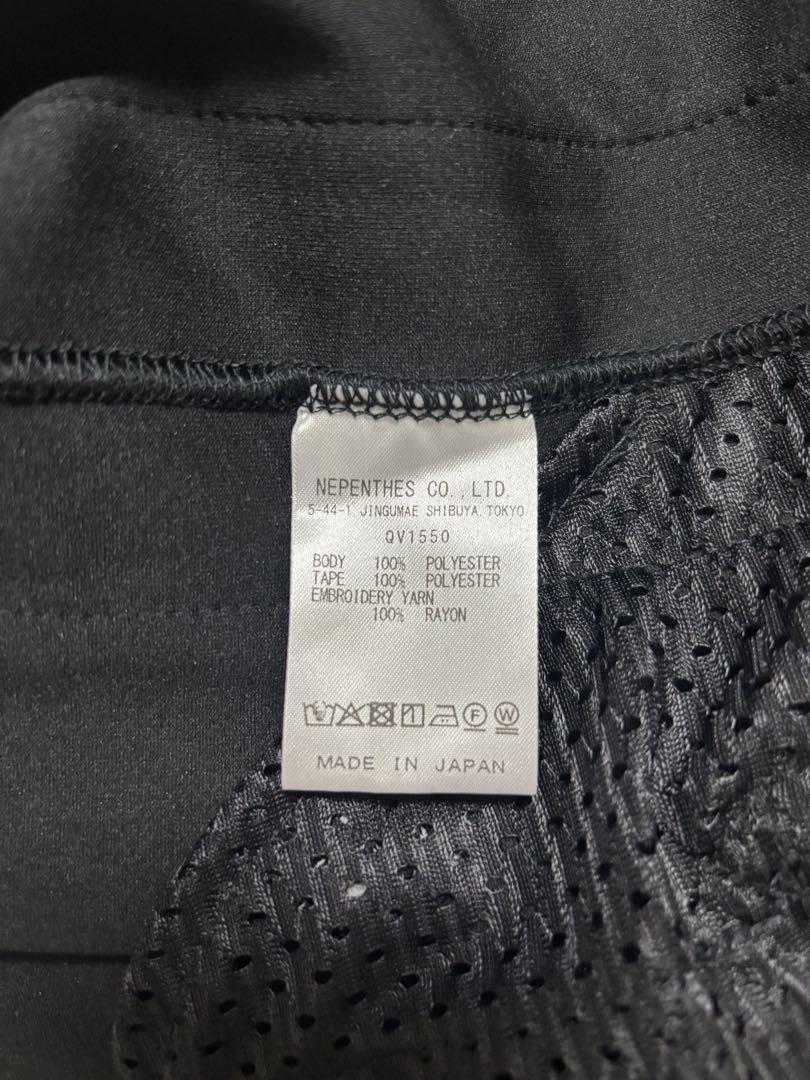 NEPENTHES CO.,LTD.
5-44-1 JINGUMAE SHIBUYA, TOKYO
QV1550
BODY 100% POLYESTER
TAPE 100% POLYESTER
EMBROIDERY YARN
100% RAYON
F W
MADE IN JAPAN